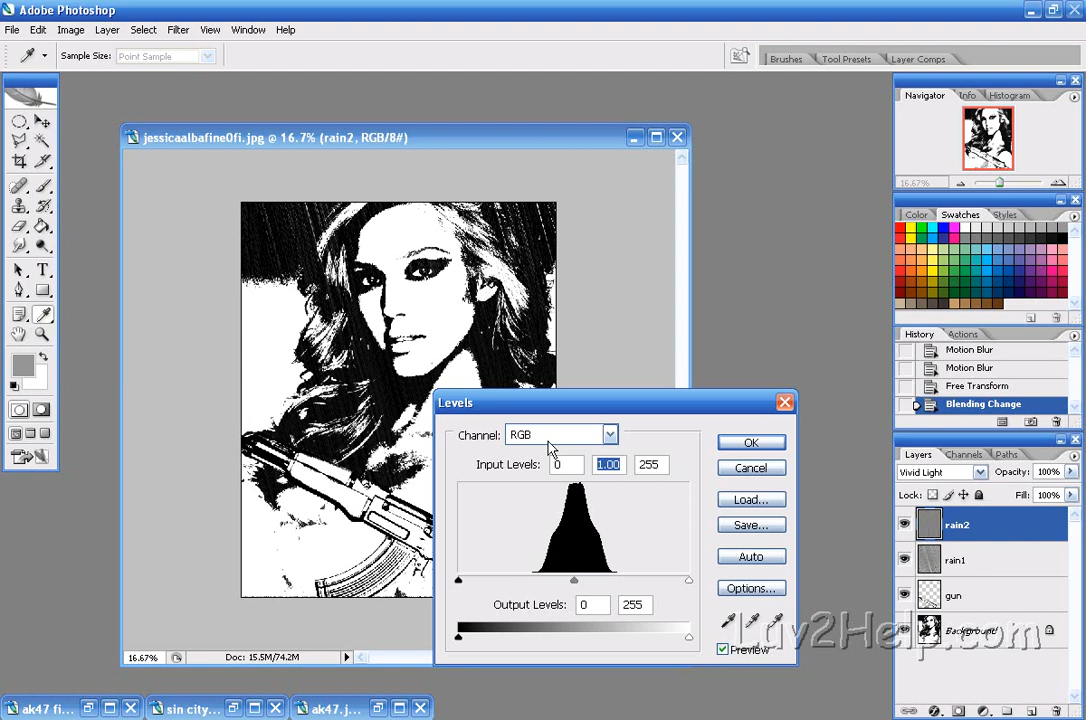 Adobe Photoshop
File Edit Image Layer Select Filter View Window Help
Sample Size: Point Sample
Brushes Tool Presets Layer Comps
jessicaalbafine0fi.jpg @ 16.7% (rain2, RGB/8#)
Navigator Info Histogram
16.67%
Color Swatches Styles
History Actions
Motion Blur
Motion Blur
Free Transform
Blending Change
Levels
Channel: RGB
Input Levels: 0 1.00 255
OK
Cancel
Load...
Save...
Auto
Options...
Output Levels: 0 255
Preview
Layers Channels Paths
Vivid Light Opacity: 100%
Lock: Fill: 100%
rain2
rain1
gun
Background
Luv2Help.com
16.67% Doc: 15.5M/74.2M
ak47 fi... sin city... ak47.j...